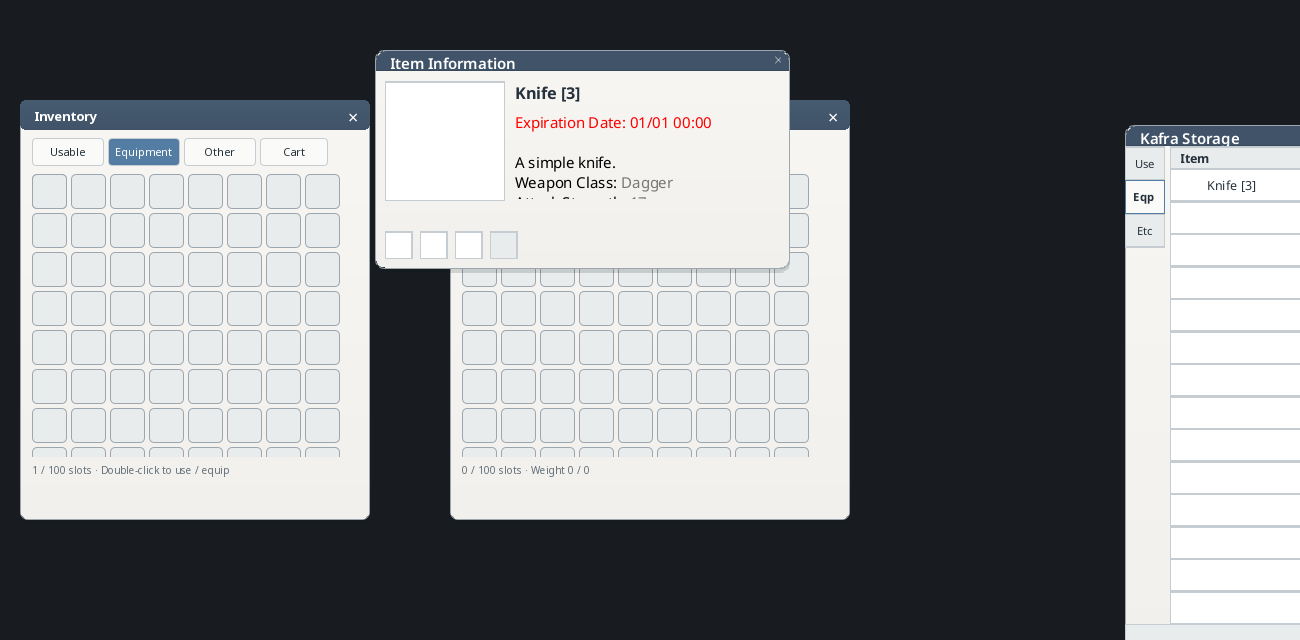 Item Information
×
Knife [3]
Expiration Date: 01/01 00:00
A simple knife.
Weapon Class: Dagger
Inventory
×
Usable
Equipment
Other
Cart
1 / 100 slots · Double-click to use / equip
×
0 / 100 slots · Weight 0 / 0
Kafra Storage
Use
Eqp
Etc
Item
Knife [3]